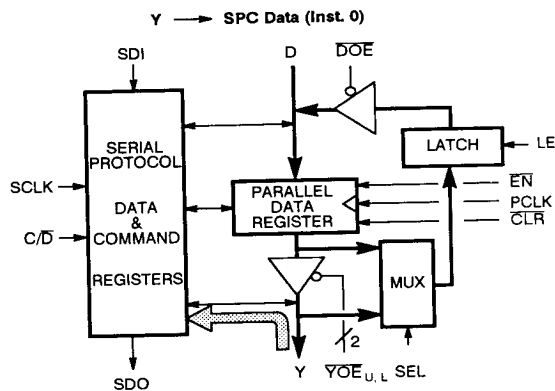 Y → SPC Data (Inst. 0)
SDI
D
DOE
SERIAL
PROTOCOL
DATA
&
COMMAND
REGISTERS
SCLK
C/D
SDO
LATCH
LE
PARALLEL
DATA
REGISTER
EN
PCLK
CLR
MUX
2
Y
YOE U, L
SEL